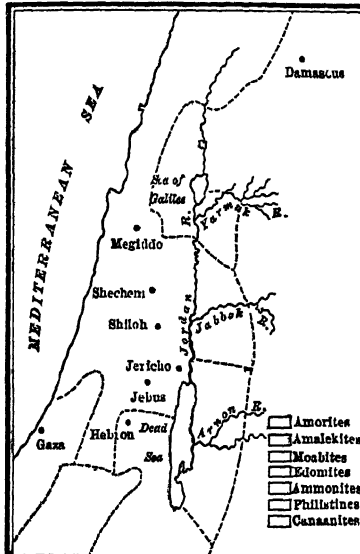 Damascus
MEDITERRANEAN SEA
Sea of
Galilee
R. Yarmuk R.
Megiddo
Shechem
Shiloh
Jordan
Jabbok R.
Jericho
Jebus
Gaza
Hebron
Dead
Sea
Arnon R.
Amorites
Amalekites
Moabites
Edomites
Ammonites
Philistines
Canaanites